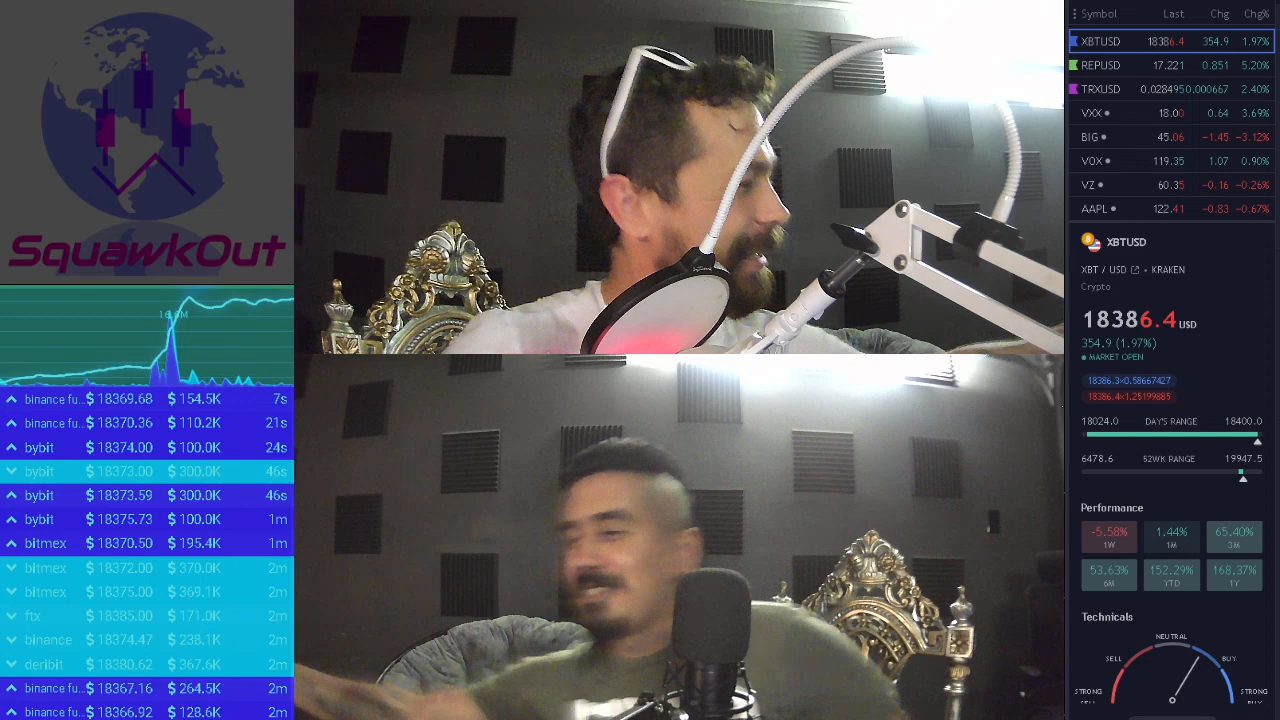 SquawkOut
binance fu.. $ 18369.68 $ 154.5K 7s
binance fu.. $ 18370.36 $ 110.2K 21s
bybit $ 18374.00 $ 100.0K 24s
bybit $ 18373.00 $ 300.0K 46s
bybit $ 18373.59 $ 300.0K 46s
bybit $ 18375.73 $ 100.0K 1m
bitmex $ 18370.50 $ 195.4K 1m
bitmex $ 18372.00 $ 370.0K 2m
bitmex $ 18375.00 $ 369.1K 2m
ftx $ 18385.00 $ 171.0K 2m
binance $ 18374.47 $ 238.1K 2m
deribit $ 18380.62 $ 367.6K 2m
binance fu.. $ 18367.16 $ 264.5K 2m
binance fu.. $ 18366.92 $ 128.6K 2m
Symbol Last Chg Chg%
XBTUSD 18386.4 354.9 1.97%
REPUSD 17.221 0.851 5.20%
TRXUSD 0.0284950.000667 2.40%
VXX 18.00 0.64 3.69%
BIG 45.06 −1.45 −3.12%
VOX 119.35 1.07 0.90%
VZ 60.35 −0.16 −0.26%
AAPL 122.41 −0.83 −0.67%
XBTUSD
XBT / USD • KRAKEN
Crypto
18386.4 USD
354.9 (1.97%)
MARKET OPEN
18386.3×0.58667427
18386.4×1.25199885
18024.0 DAY'S RANGE 18400.0
6478.6 52WK RANGE 19947.5
Performance
-5.58% 1.44% 65.40%
1W 1M 3M
53.63% 152.29% 168.37%
6M YTD 1Y
Technicals
NEUTRAL
SELL BUY
STRONG STRONG